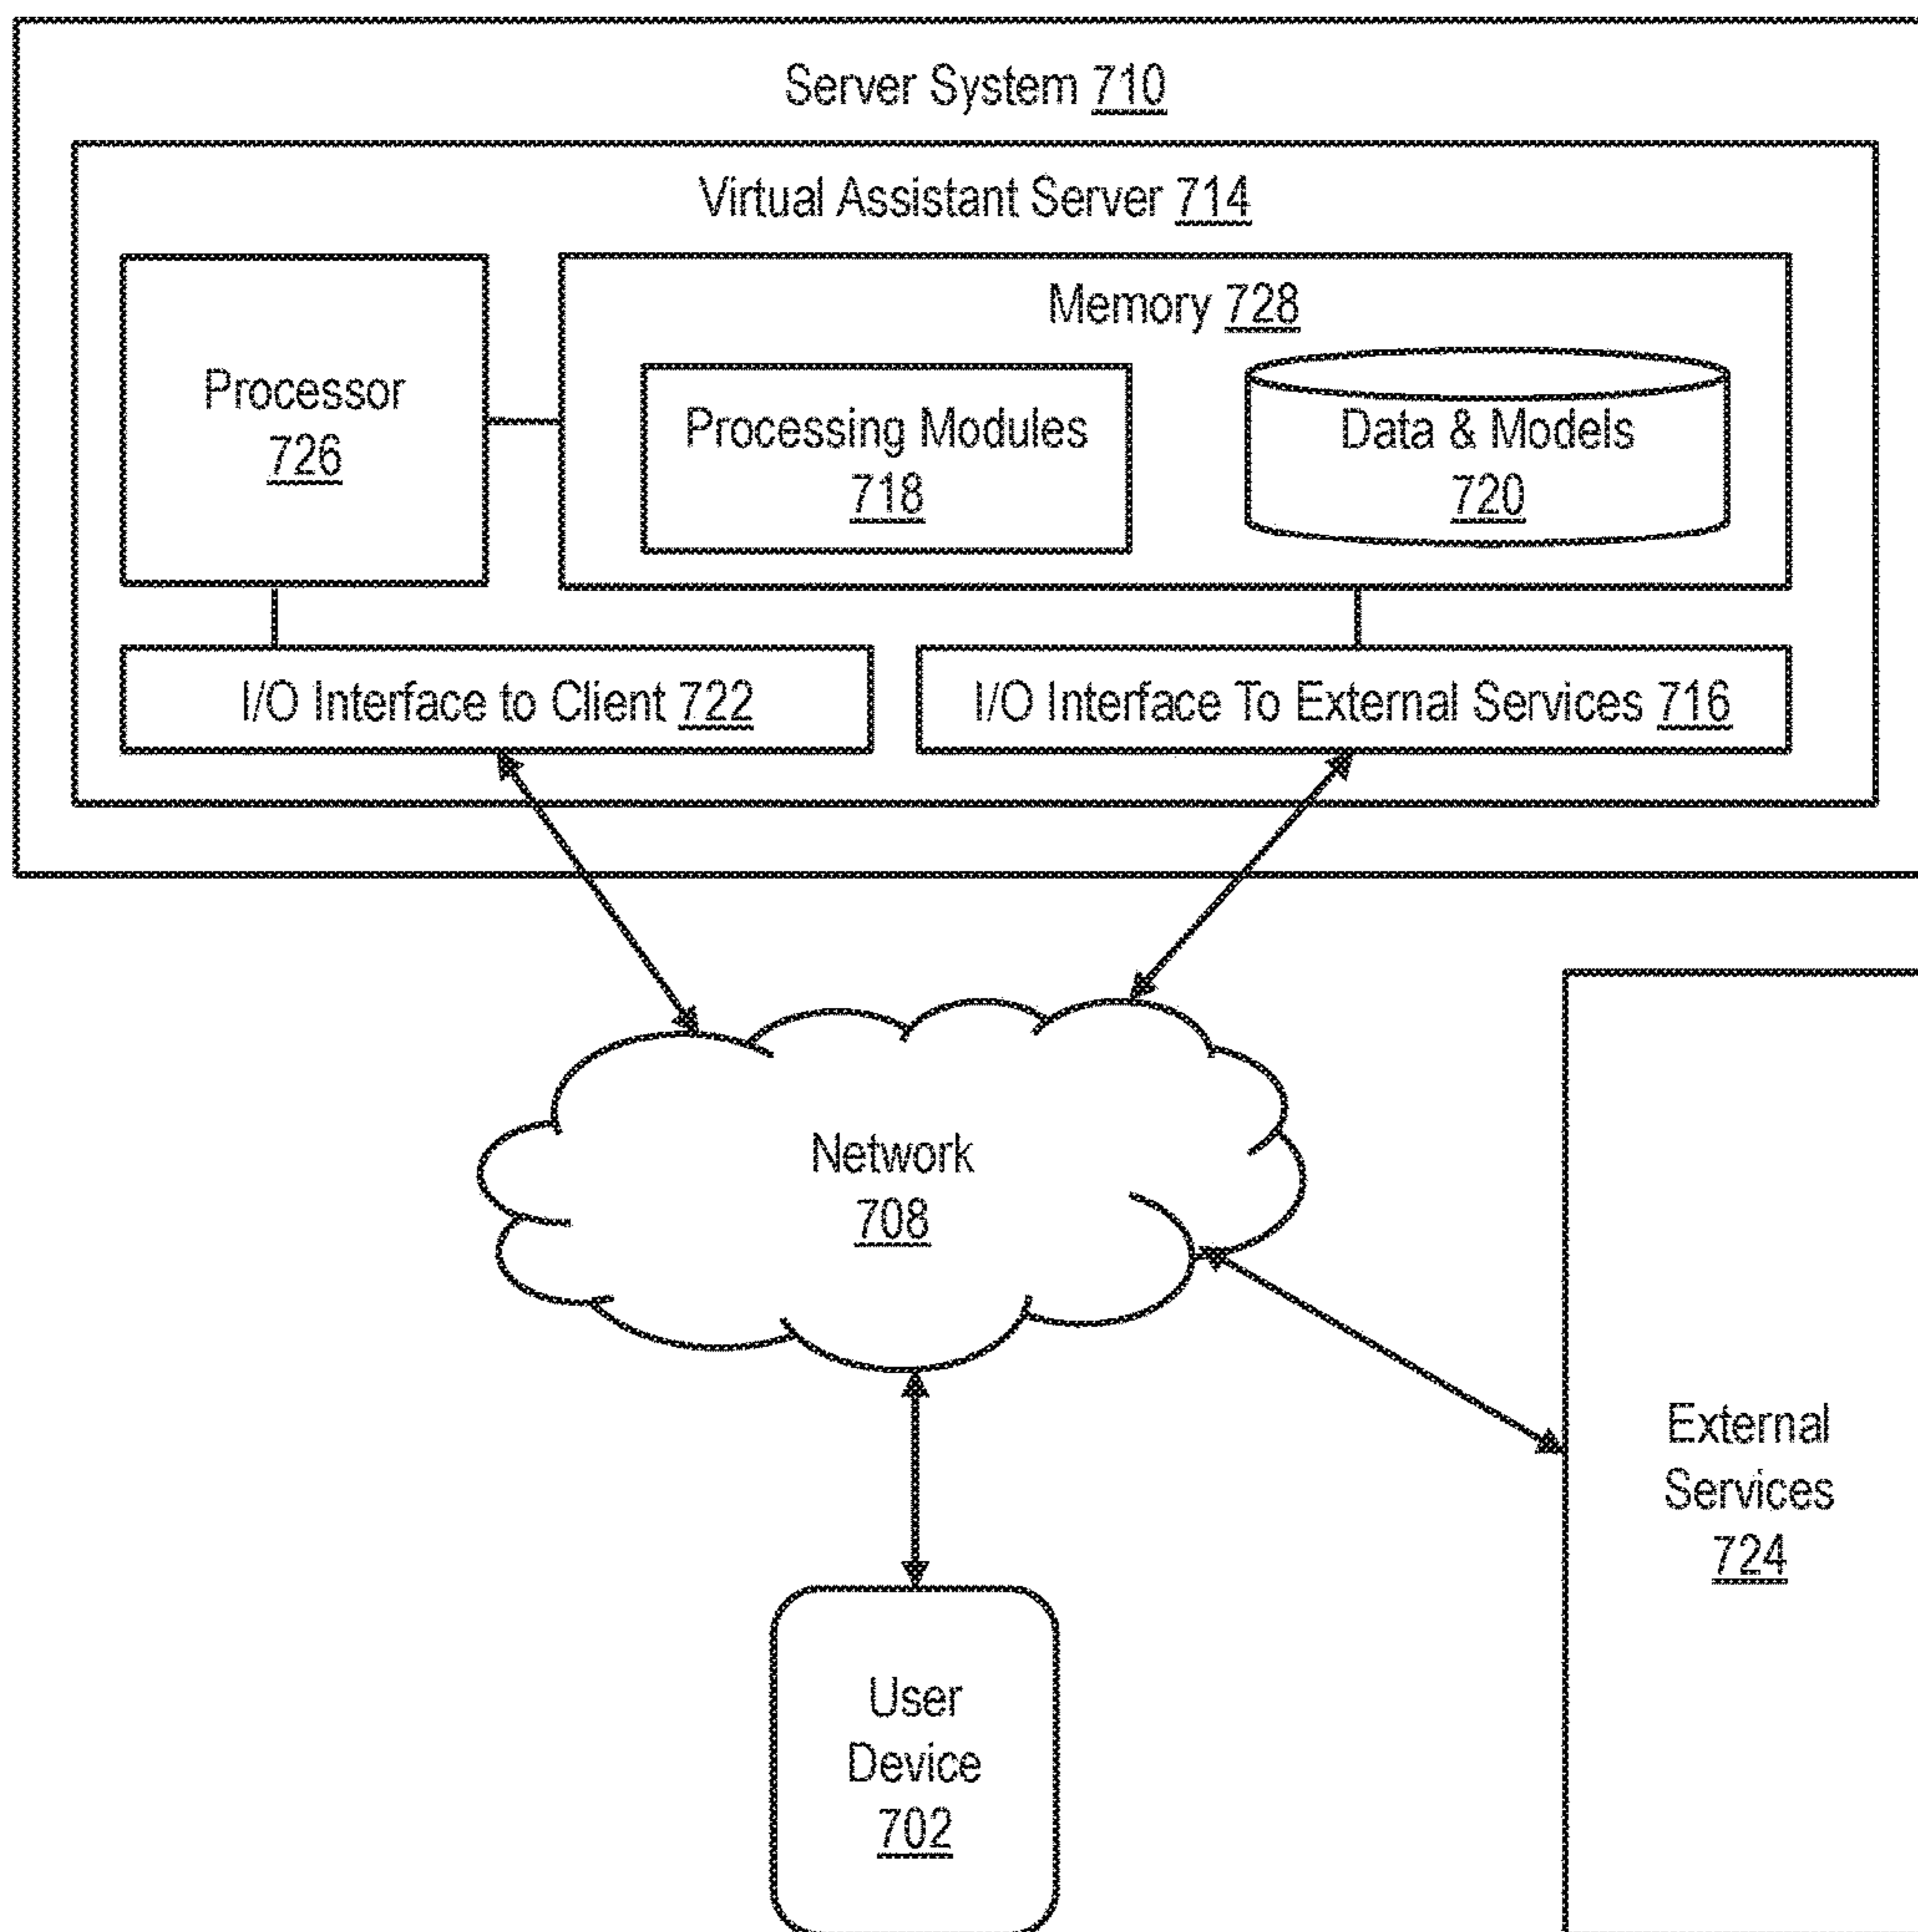 Server System 710
Virtual Assistant Server 714
Memory 728
Processor
726
Processing Modules
718
Data & Models
720
I/O Interface to Client 722
I/O Interface To External Services 716
Network
708
External
Services
724
User
Device
702